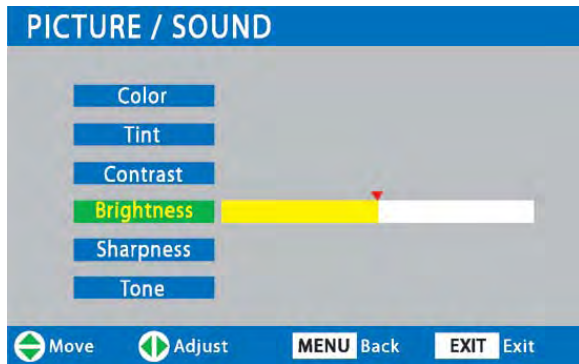 PICTURE / SOUND
Color
Tint
Contrast
Brightness
Sharpness
Tone
Move Adjust MENU Back EXIT Exit